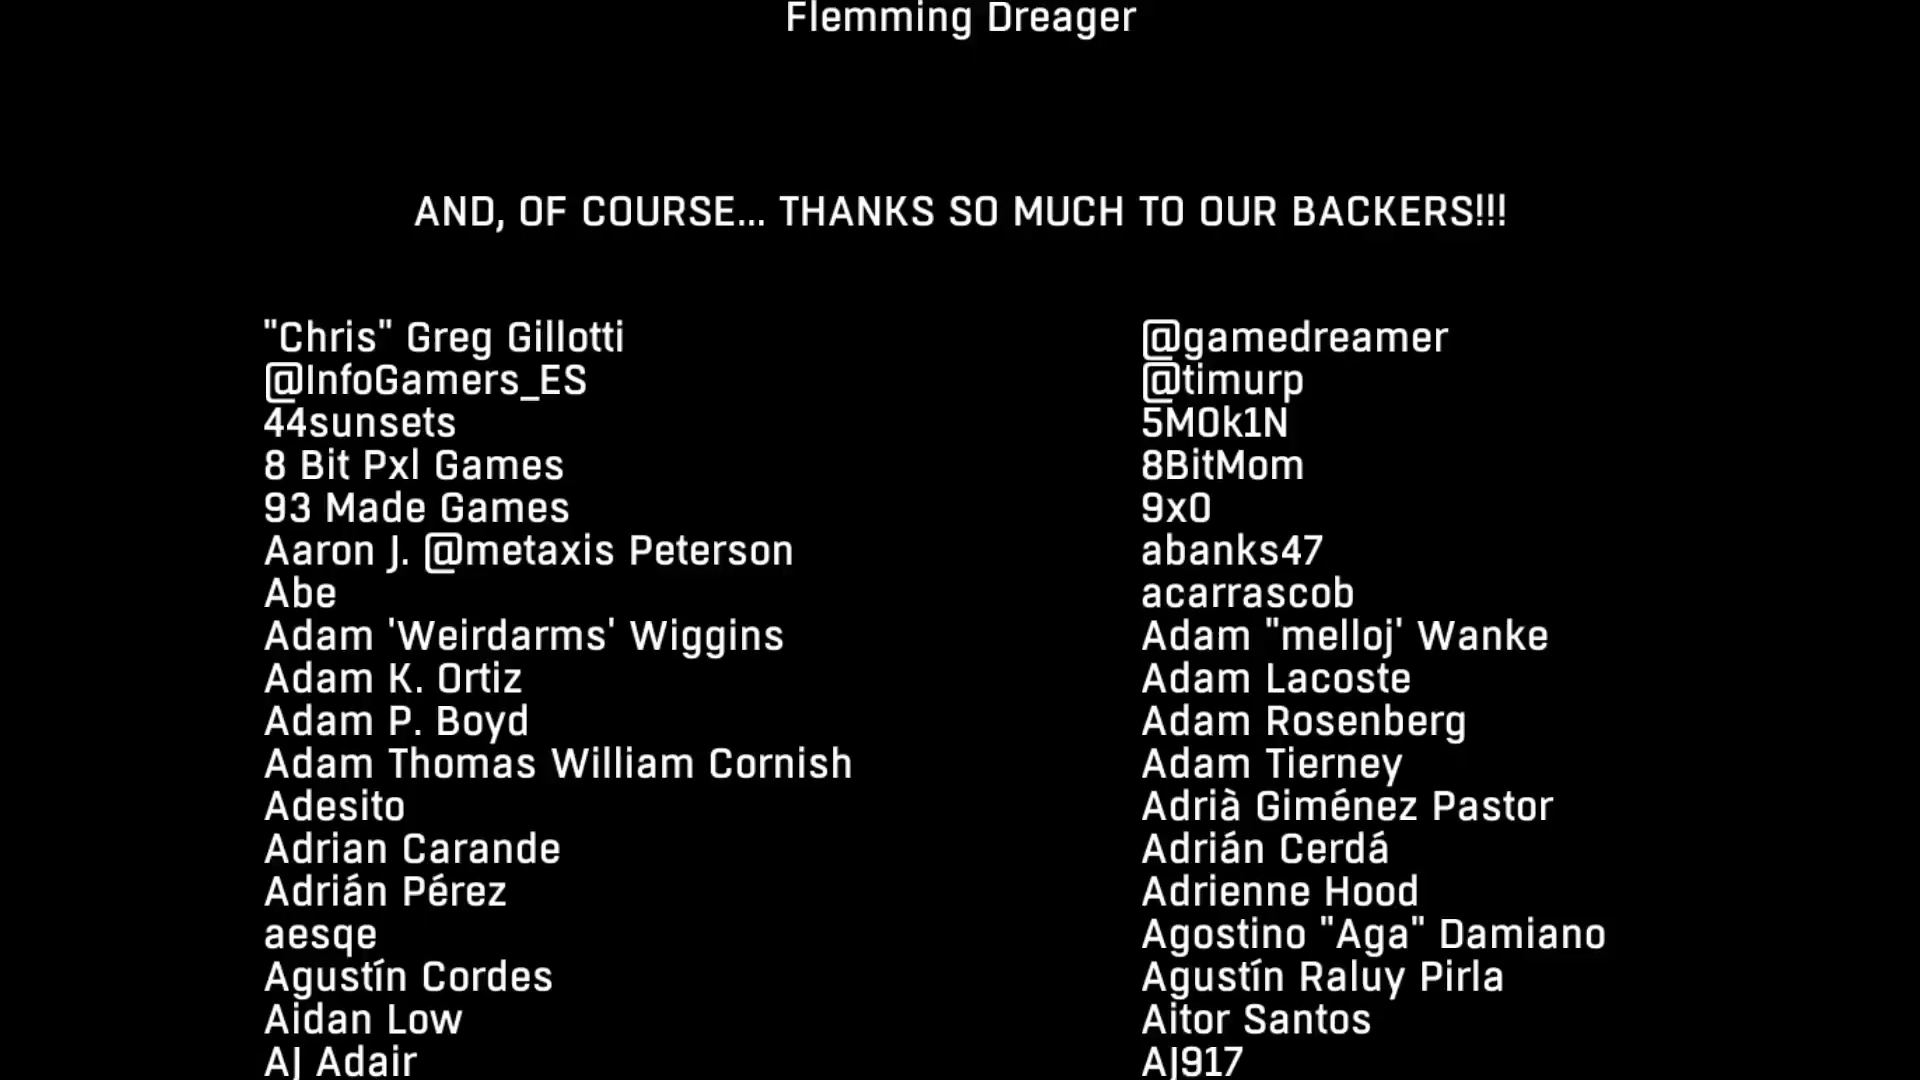 Flemming Dreager
AND, OF COURSE... THANKS SO MUCH TO OUR BACKERS!!!
"Chris" Greg Gillotti
@gamedreamer
@InfoGamers_ES
@timurp
44sunsets
5M0k1N
8 Bit Pxl Games
8BitMom
93 Made Games
9x0
Aaron J. @metaxis Peterson
abanks47
Abe
acarrascob
Adam 'Weirdarms' Wiggins
Adam "melloj' Wanke
Adam K. Ortiz
Adam Lacoste
Adam P. Boyd
Adam Rosenberg
Adam Thomas William Cornish
Adam Tierney
Adesito
Adrià Giménez Pastor
Adrian Carande
Adrián Cerdá
Adrián Pérez
Adrienne Hood
aesqe
Agostino "Aga" Damiano
Agustín Cordes
Agustín Raluy Pirla
Aidan Low
Aitor Santos
AJ Adair
AJ917